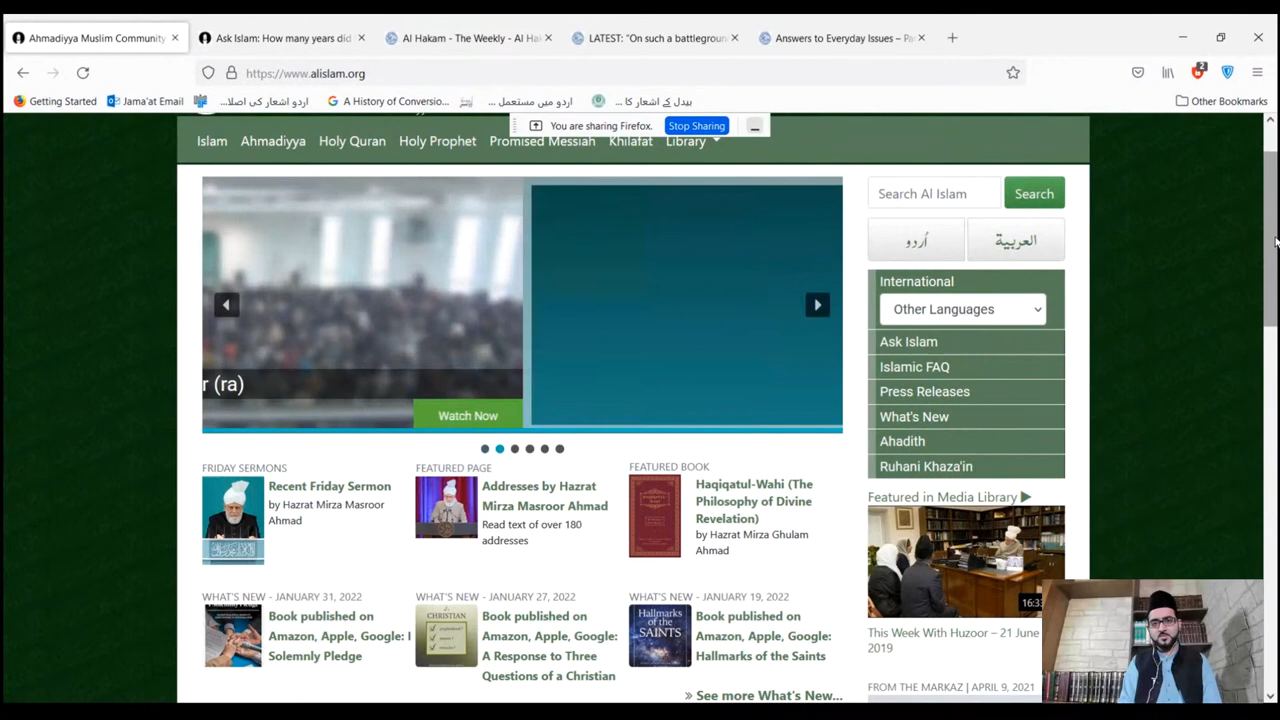 Ahmadiyya Muslim Community
Ask Islam: How many years did
Al Hakam - The Weekly - Al Hak
LATEST: "On such a battleground
Answers to Everyday Issues – Pa
https://www.alislam.org
2
Getting Started
Jama'at Email
اردو اشعار کی اصلا...
A History of Conversio...
اردو میں مستعمل ...
بیدل کے اشعار کا ...
Other Bookmarks
You are sharing Firefox.
Stop Sharing
Islam
Ahmadiyya
Holy Quran
Holy Prophet
Promised Messiah
Khilafat
Library
r (ra)
Watch Now
Search Al Islam
Search
اُردو
العربية
International
Other Languages
Ask Islam
Islamic FAQ
Press Releases
What's New
Ahadith
Ruhani Khaza'in
FRIDAY SERMONS
Recent Friday Sermon
by Hazrat Mirza Masroor
Ahmad
FEATURED PAGE
Addresses by Hazrat
Mirza Masroor Ahmad
Read text of over 180
addresses
FEATURED BOOK
Haqiqatul-Wahi (The
Philosophy of Divine
Revelation)
by Hazrat Mirza Ghulam
Ahmad
Featured in Media Library ▶
16:33
This Week With Huzoor – 21 June
2019
FROM THE MARKAZ | APRIL 9, 2021
WHAT'S NEW - JANUARY 31, 2022
Book published on
Amazon, Apple, Google: I
Solemnly Pledge
WHAT'S NEW - JANUARY 27, 2022
CHRISTIAN
Book published on
Amazon, Apple, Google:
A Response to Three
Questions of a Christian
WHAT'S NEW - JANUARY 19, 2022
Hallmarks
of the
SAINTS
Book published on
Amazon, Apple, Google:
Hallmarks of the Saints
» See more What's New...